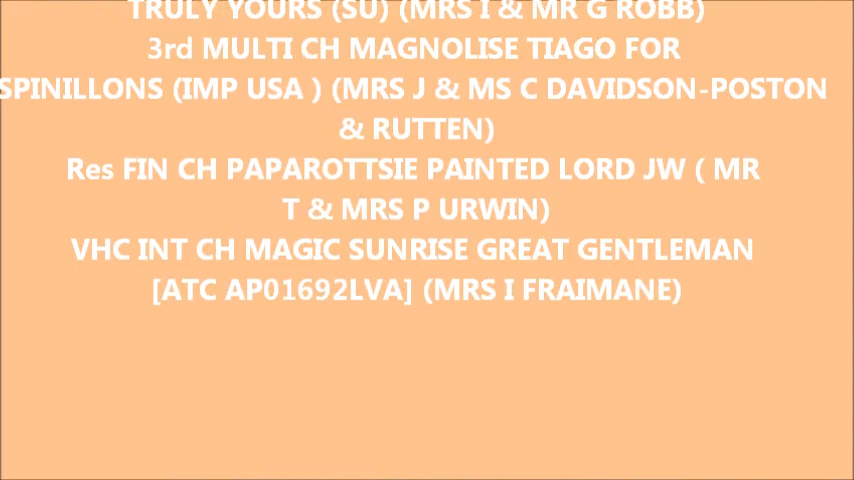 TRULY YOURS (SU) (MRS I & MR G ROBB)
3rd MULTI CH MAGNOLISE TIAGO FOR
SPINILLONS (IMP USA ) (MRS J & MS C DAVIDSON-POSTON
& RUTTEN)
Res FIN CH PAPAROTTSIE PAINTED LORD JW ( MR
T & MRS P URWIN)
VHC INT CH MAGIC SUNRISE GREAT GENTLEMAN
[ATC AP01692LVA] (MRS I FRAIMANE)